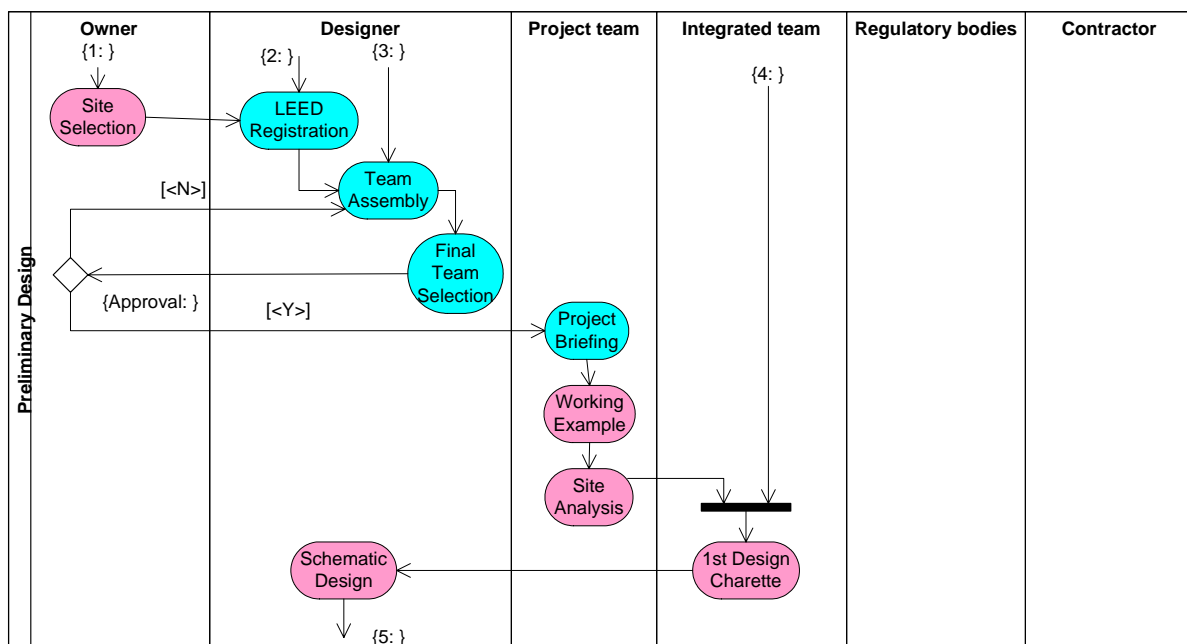 Owner
Designer
Project team
Integrated team
Regulatory bodies
Contractor
{1: }
{2: }
{3: }
{4: }
Site
Selection
LEED
Registration
[<N>]
Team
Assembly
Final
Team
Selection
{Approval: }
[<Y>]
Project
Briefing
Preliminary Design
Working
Example
Site
Analysis
Schematic
Design
1st Design
Charette
{5: }